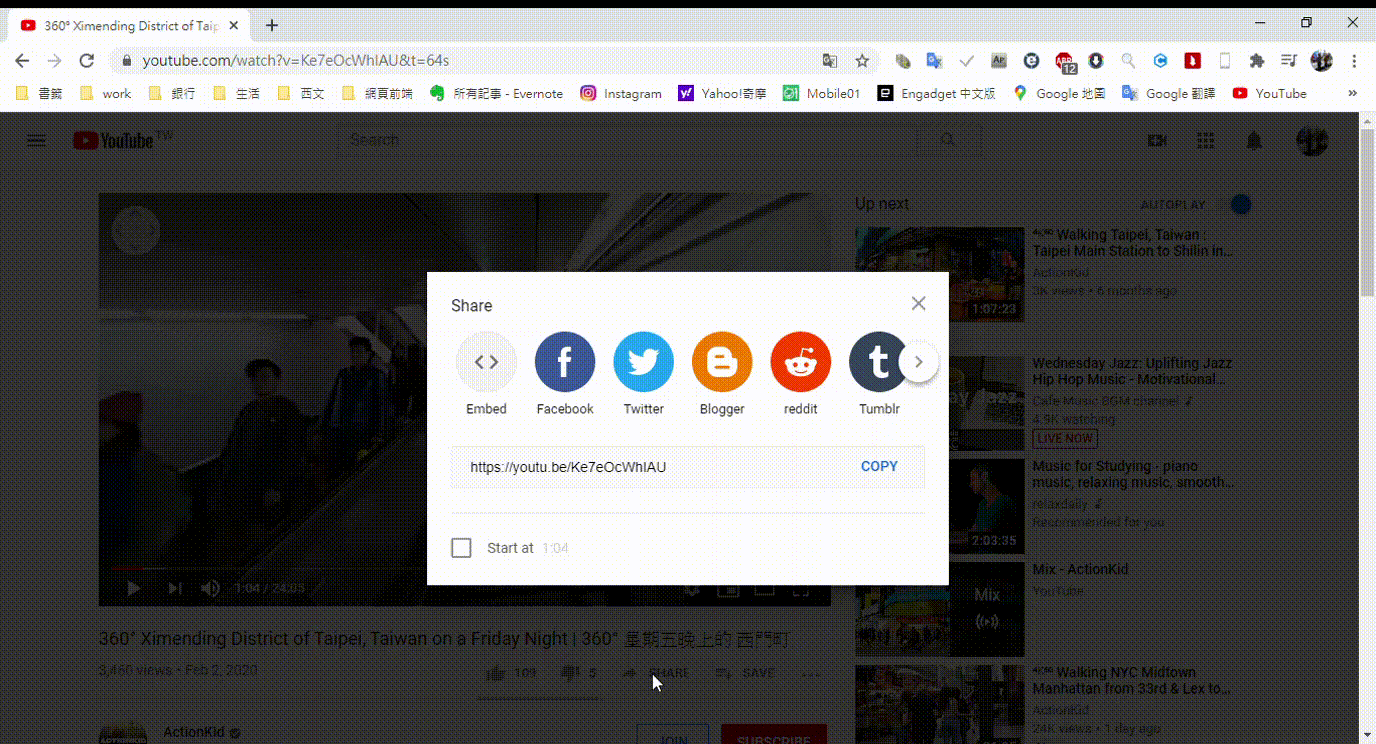 360° Ximending District of Taip
youtube.com/watch?v=Ke7eOcWhIAU&t=64s
12
書籤 work 銀行 生活 西文 網頁前端 所有記事 - Evernote Instagram Yahoo!奇摩 Mobile01 Engadget 中文版 Google 地圖 Google 翻譯 YouTube »
YouTube TW
Search
Up next AUTOPLAY
Walking Taipei, Taiwan :
Taipei Main Station to Shilin in...
ActionKid
3K views • 6 months ago
1:07:23
Share
Embed Facebook Twitter Blogger reddit Tumblr
https://youtu.be/Ke7eOcWhIAU COPY
Start at 1:04
Wednesday Jazz: Uplifting Jazz
Hip Hop Music - Motivational...
Cafe Music BGM channel
4.9K watching
LIVE NOW
Music for Studying - piano
music, relaxing music, smooth...
relaxdaily
Recommended for you
2:03:35
Mix - ActionKid
YouTube
Mix
1:04 / 24:05
360° Ximending District of Taipei, Taiwan on a Friday Night | 360° 星期五晚上的 西門町
3,460 views • Feb 2, 2020 103 5 SHARE SAVE
Walking NYC Midtown
Manhattan from 33rd & Lex to...
ActionKid
24K views • 1 day ago
ActionKid
JOIN SUBSCRIBE